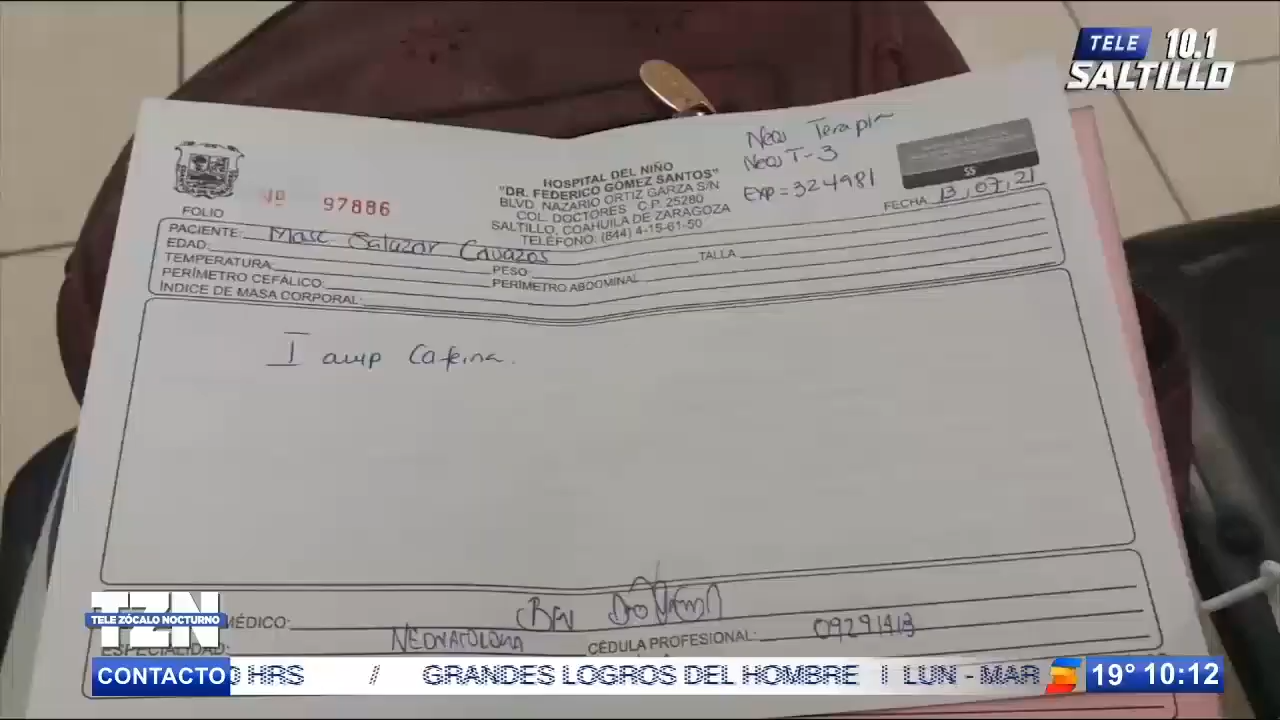 TELE 10.1
SALTILLO
HOSPITAL DEL NIÑO
"DR. FEDERICO GÓMEZ SANTOS"
BLVD. NAZARIO ORTIZ GARZA S/N
COL. DOCTORES C.P. 25280
SALTILLO, COAHUILA DE ZARAGOZA
TELÉFONO: (844) 4-15-61-50
Neo Terapia
Neo T-3
EXP = 324981
SS
FECHA 13, 07, 21
FOLIO Nº 97886
PACIENTE: Masc Salazar Cavazos
EDAD:
TEMPERATURA: PESO: TALLA
PERÍMETRO CEFÁLICO: PERÍMETRO ABDOMINAL
ÍNDICE DE MASA CORPORAL:
I amp Cafeina.
MÉDICO:
ESPECIALIDAD: NEONATOLOGIA CÉDULA PROFESIONAL: 09291413
TZN
TELE ZÓCALO NOCTURNO
CONTACTO HRS / GRANDES LOGROS DEL HOMBRE | LUN - MAR 19° 10:12